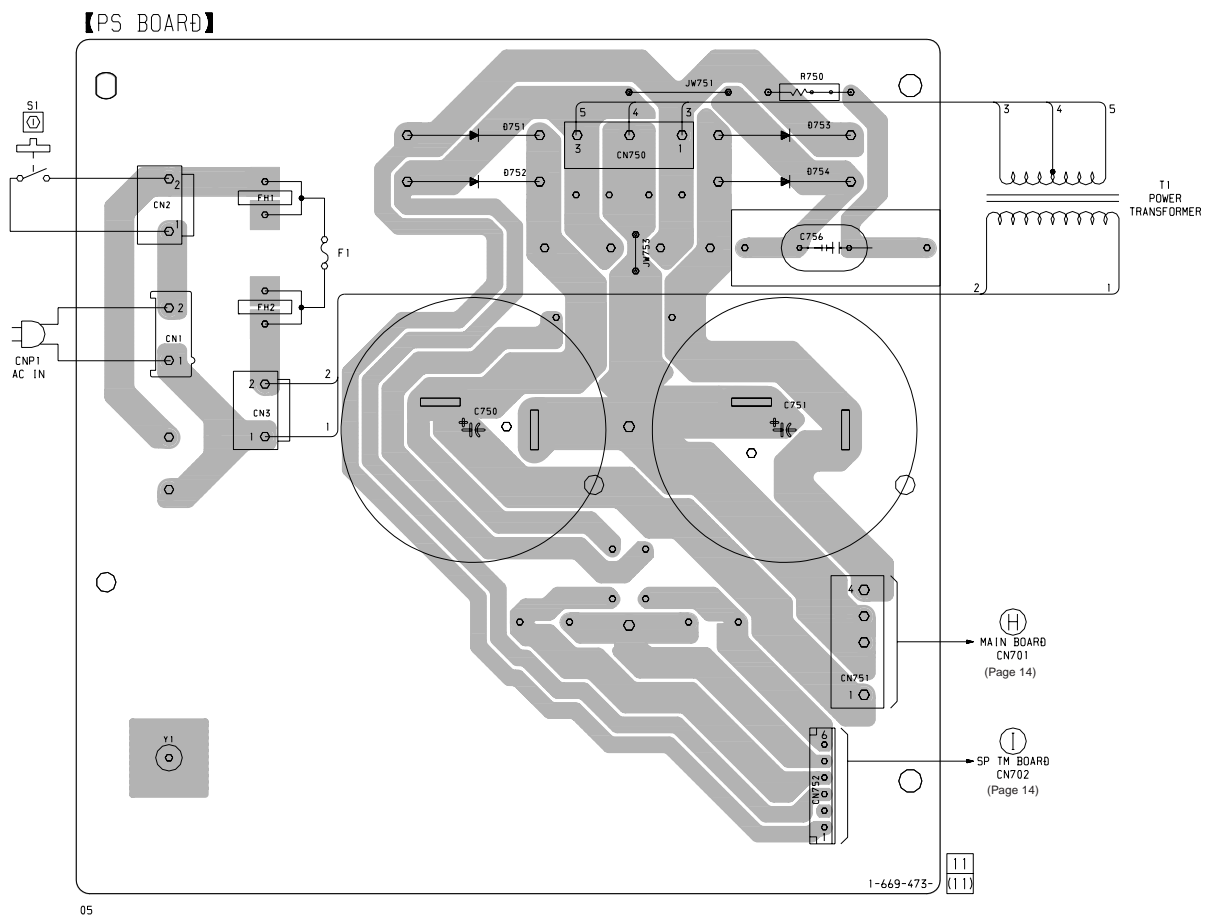 【PS BOARD】
S1
1
2
CN2
1
FH1
F1
FH2
2
CN1
1
CNP1
AC IN
2
CN3
1
2
1
JW751
R750
5
4
3
D751
D753
3
CN750
1
D752
D754
C756
JW753
3
4
5
T1
POWER
TRANSFORMER
2
1
C750
C751
4
CN751
1
H
MAIN BOARD
CN701
(Page 14)
6
CN752
1
I
SP TM BOARD
CN702
(Page 14)
Y1
1-669-473-
11
(11)
05